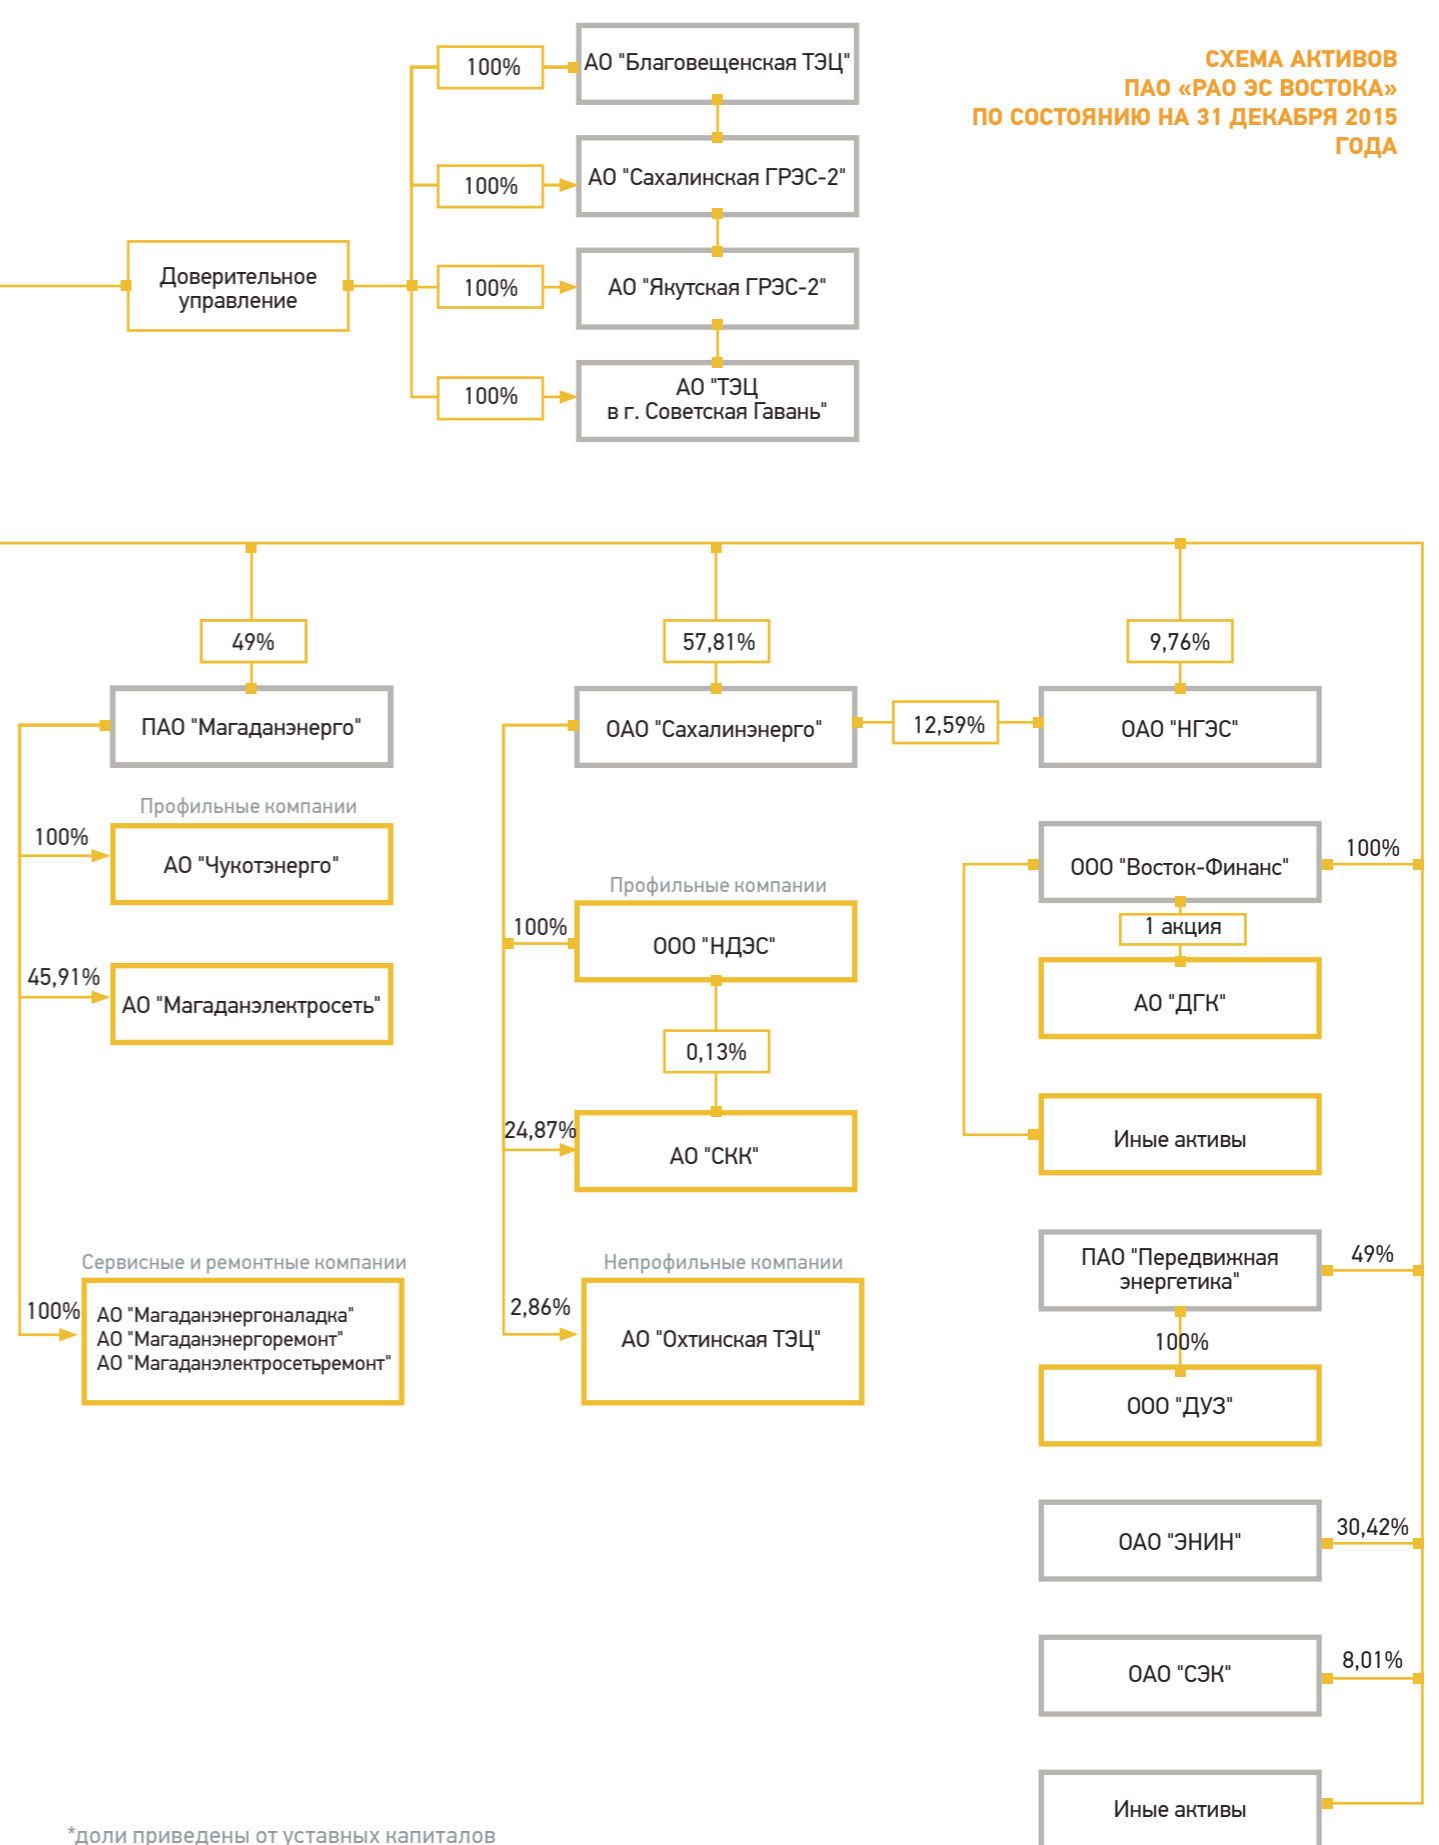 СХЕМА АКТИВОВ
ПАО «РАО ЭС ВОСТОКА»
ПО СОСТОЯНИЮ НА 31 ДЕКАБРЯ 2015
ГОДА
100%
АО "Благовещенская ТЭЦ"
100%
АО "Сахалинская ГРЭС-2"
Доверительное
управление
100%
АО "Якутская ГРЭС-2"
100%
АО "ТЭЦ
в г. Советская Гавань"
49%
57,81%
9,76%
ПАО "Магаданэнерго"
ОАО "Сахалинэнерго"
12,59%
ОАО "НГЭС"
Профильные компании
100%
АО "Чукотэнерго"
45,91%
АО "Магаданэлектросеть"
Сервисные и ремонтные компании
100%
АО "Магаданэнергоналадка"
АО "Магаданэнергоремонт"
АО "Магаданэлектросетьремонт"
Профильные компании
100%
ООО "НДЭС"
0,13%
24,87%
АО "СКК"
Непрофильные компании
2,86%
АО "Охтинская ТЭЦ"
ООО "Восток-Финанс"
100%
1 акция
АО "ДГК"
Иные активы
ПАО "Передвижная
энергетика"
49%
100%
ООО "ДУЗ"
ОАО "ЭНИН"
30,42%
ОАО "СЭК"
8,01%
Иные активы
*доли приведены от уставных капиталов